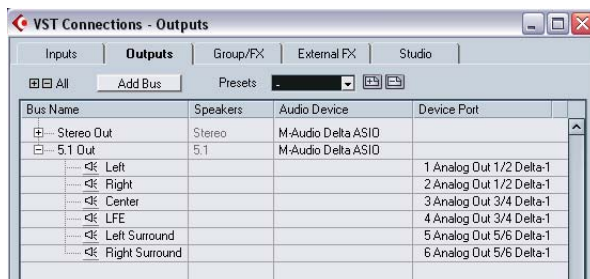 VST Connections - Outputs
Inputs Outputs Group/FX External FX Studio
All Add Bus Presets -
Bus Name Speakers Audio Device Device Port
Stereo Out Stereo M-Audio Delta ASIO
5.1 Out 5.1 M-Audio Delta ASIO
Left 1 Analog Out 1/2 Delta-1
Right 2 Analog Out 1/2 Delta-1
Center 3 Analog Out 3/4 Delta-1
LFE 4 Analog Out 3/4 Delta-1
Left Surround 5 Analog Out 5/6 Delta-1
Right Surround 6 Analog Out 5/6 Delta-1